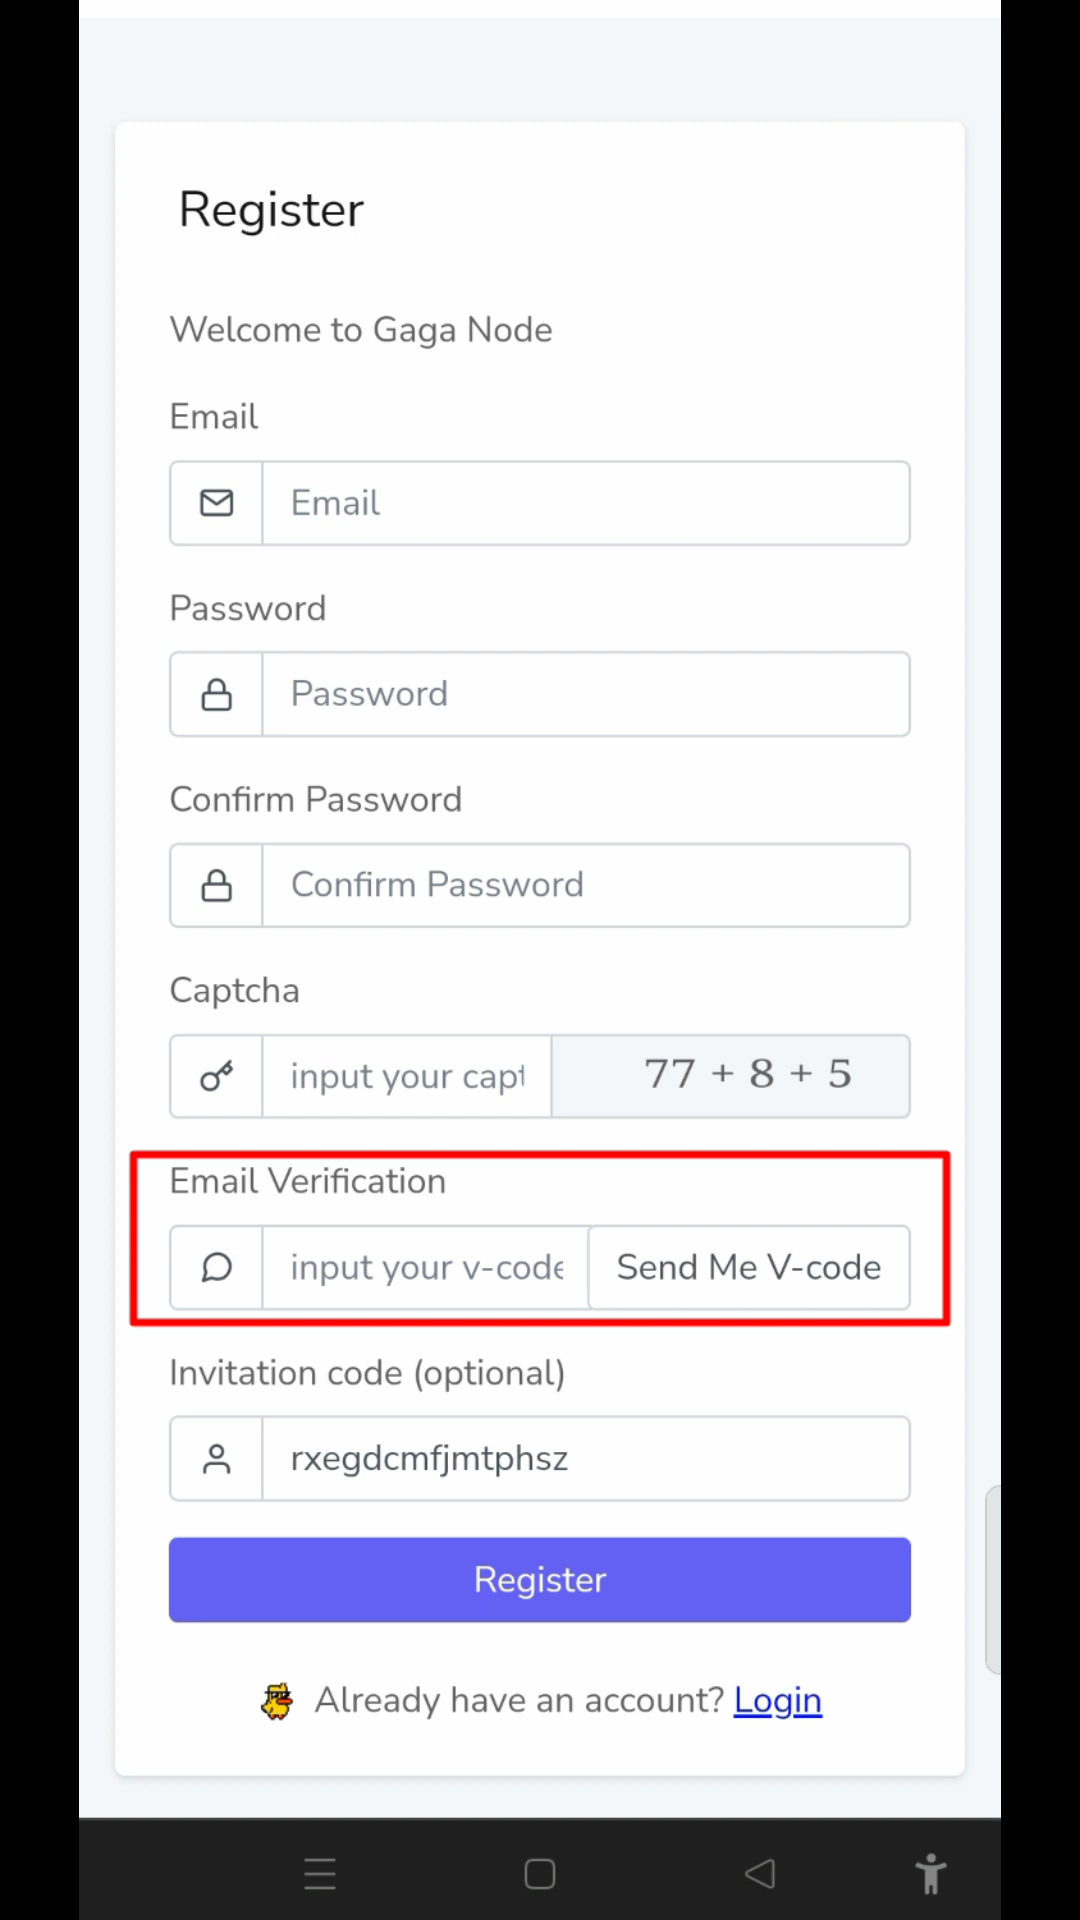 Register
Welcome to Gaga Node
Email
Email
Password
Password
Confirm Password
Confirm Password
Captcha
input your capt 77 + 8 + 5
Email Verification
input your v-code Send Me V-code
Invitation code (optional)
rxegdcmfjmtphsz
Register
Already have an account? Login